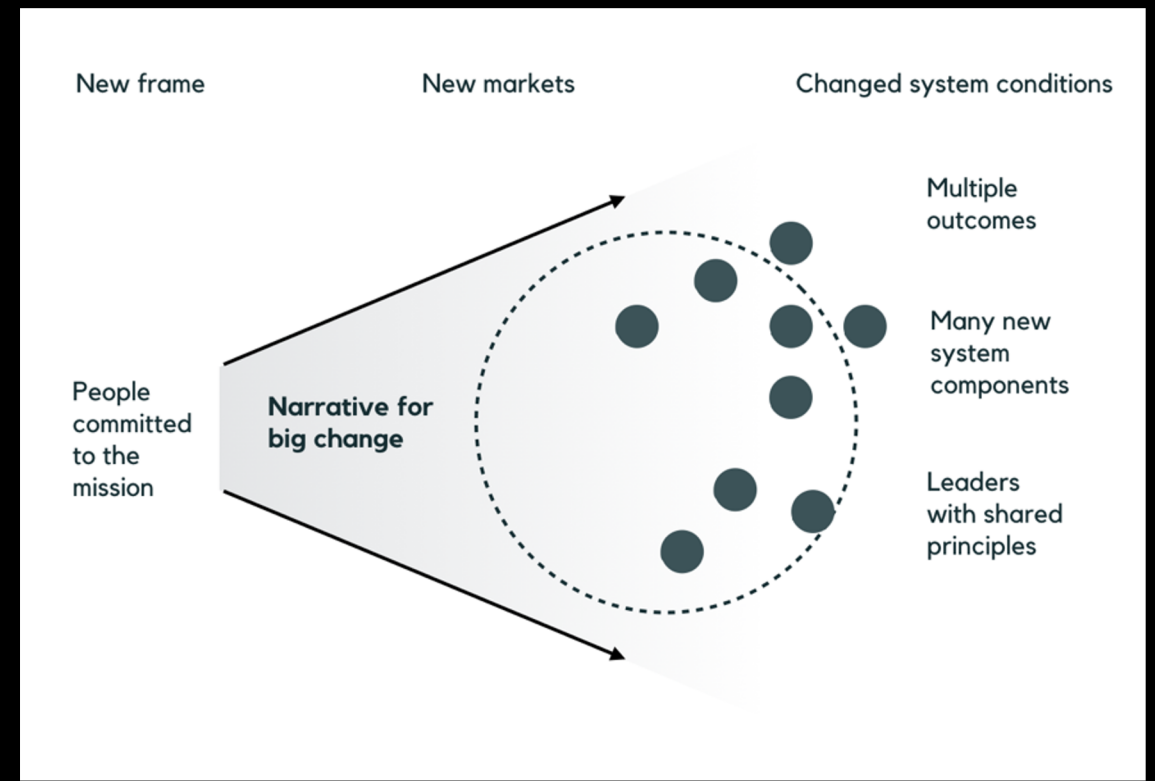 New frame
New markets
Changed system conditions
Multiple
outcomes
Many new
system
components
People
committed
to the
mission
Narrative for
big change
Leaders
with shared
principles